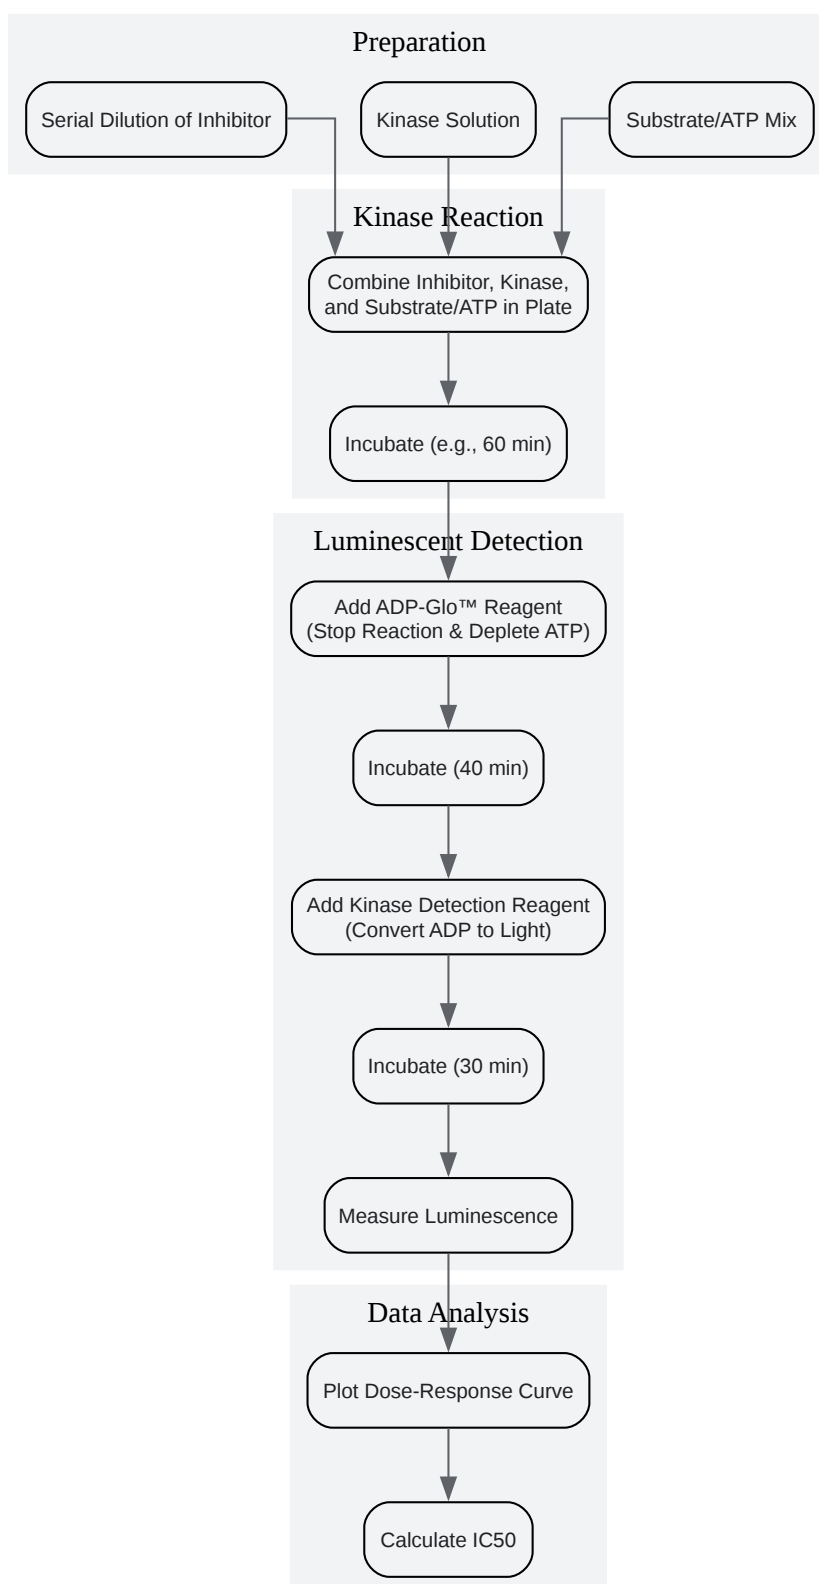 Preparation
Serial Dilution of Inhibitor
Kinase Solution
Substrate/ATP Mix
Kinase Reaction
Combine Inhibitor, Kinase,
and Substrate/ATP in Plate
Incubate (e.g., 60 min)
Luminescent Detection
Add ADP-Glo™ Reagent
(Stop Reaction & Deplete ATP)
Incubate (40 min)
Add Kinase Detection Reagent
(Convert ADP to Light)
Incubate (30 min)
Measure Luminescence
Data Analysis
Plot Dose-Response Curve
Calculate IC50